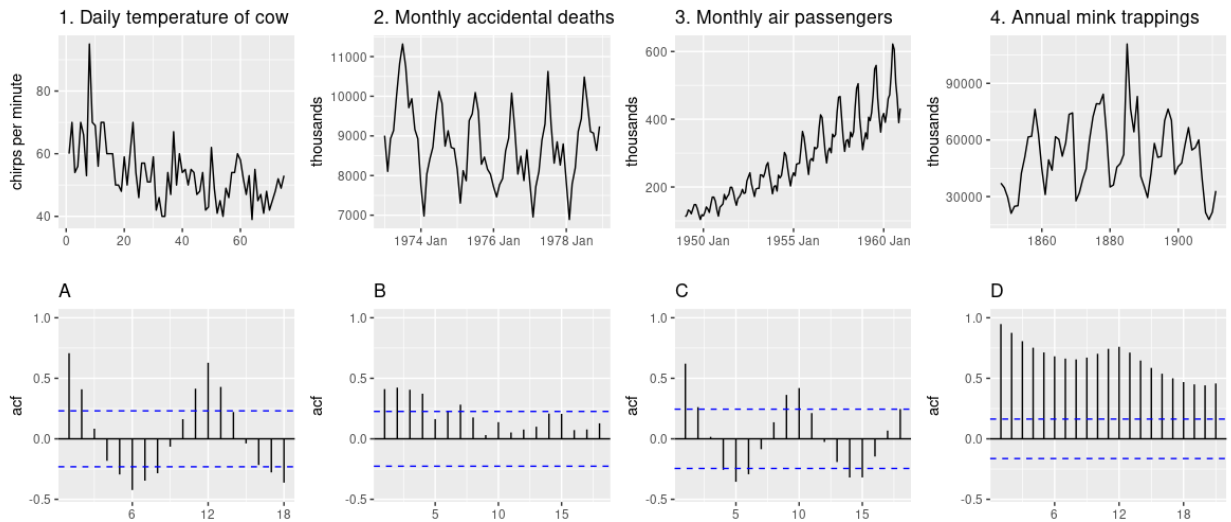 1. Daily temperature of cow
chirps per minute
80
60
40
0
20
40
60
2. Monthly accidental deaths
thousands
11000
10000
9000
8000
7000
1974 Jan
1976 Jan
1978 Jan
3. Monthly air passengers
thousands
600
400
200
1950 Jan
1955 Jan
1960 Jan
4. Annual mink trappings
thousands
90000
60000
30000
1860
1880
1900
A
acf
1.0
0.5
0.0
-0.5
6
12
18
B
acf
1.0
0.5
0.0
-0.5
5
10
15
C
acf
1.0
0.5
0.0
-0.5
5
10
15
D
acf
1.0
0.5
0.0
-0.5
6
12
18